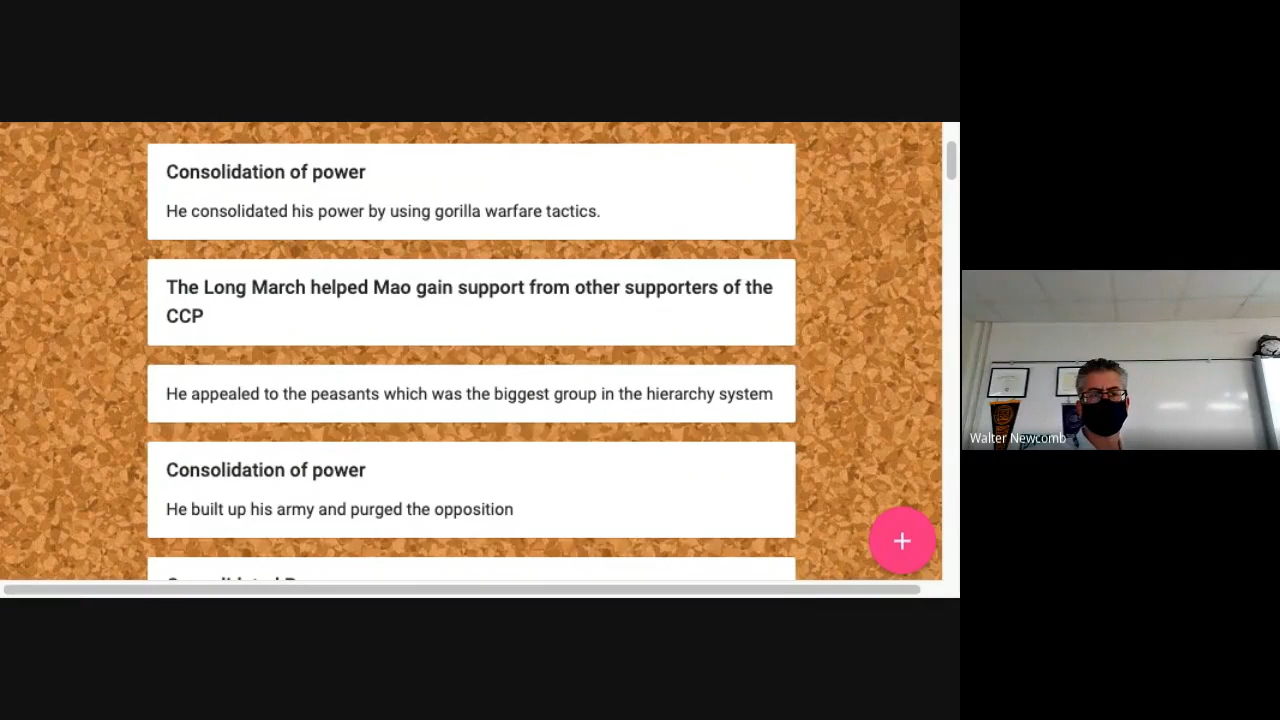 Consolidation of power
He consolidated his power by using gorilla warfare tactics.
The Long March helped Mao gain support from other supporters of the
CCP
He appealed to the peasants which was the biggest group in the hierarchy system
Consolidation of power
He built up his army and purged the opposition
Walter Newcomb